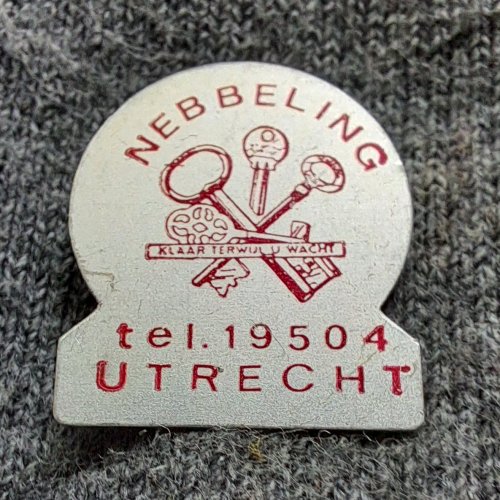 NEBBELING
KLAAR TERWIJL U WACHT
tel. 19504
UTRECHT